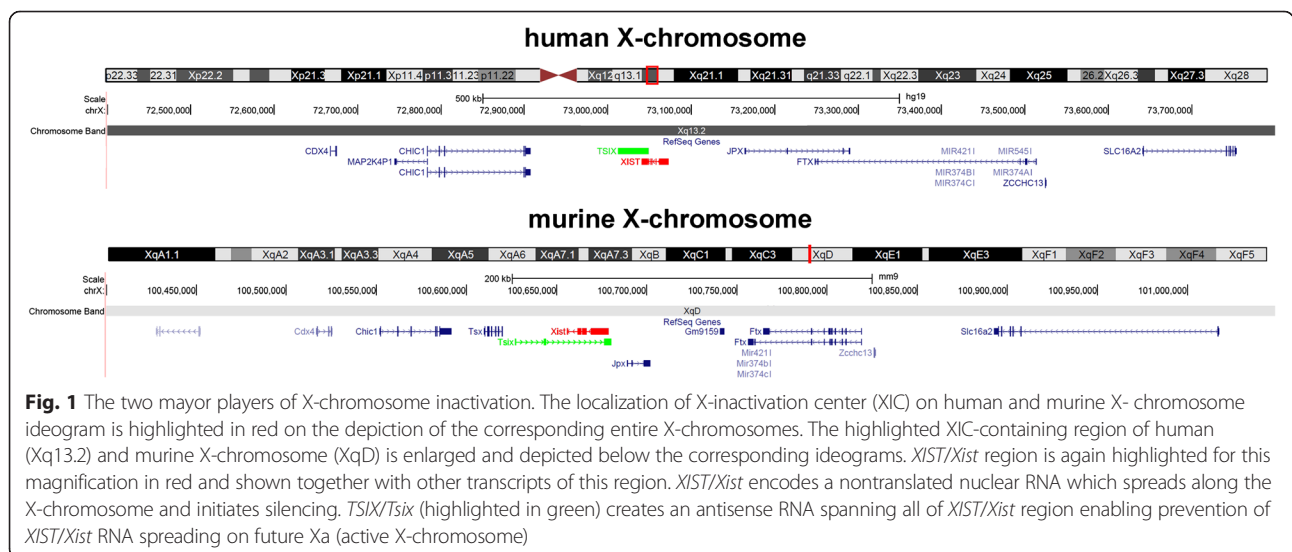 human X-chromosome
p22.33 22.31 Xp22.2 Xp21.3 Xp21.1 Xp11.4 p11.3 11.23 p11.22 Xq12 q13.1 Xq21.1 Xq21.31 q21.33 q22.1 Xq22.3 Xq23 Xq24 Xq25 26.2 Xq26.3 Xq27.3 Xq28
Scale 500 kb hg19
chrX: 72,500,000 72,600,000 72,700,000 72,800,000 72,900,000 73,000,000 73,100,000 73,200,000 73,300,000 73,400,000 73,500,000 73,600,000 73,700,000
Chromosome Band Xq13.2
RefSeq Genes
CDX4 CHIC1 TSIX JPX MIR421 MIR545 SLC16A2
MAP2K4P1 XIST FTX
CHIC1 MIR374B MIR374A
MIR374C ZCCHC13
murine X-chromosome
XqA1.1 XqA2 XqA3.1 XqA3.3 XqA4 XqA5 XqA6 XqA7.1 XqA7.3 XqB XqC1 XqC3 XqD XqE1 XqE3 XqF1 XqF2 XqF3 XqF4 XqF5
Scale 200 kb mm9
chrX: 100,450,000 100,500,000 100,550,000 100,600,000 100,650,000 100,700,000 100,750,000 100,800,000 100,850,000 100,900,000 100,950,000 101,000,000
Chromosome Band XqD
RefSeq Genes
Cdx4 Chic1 Tsx Xist Gm9159 Ftx Slc16a2
Tsix Ftx
Mir421 Zcchc13
Jpx Mir374b
Mir374c
Fig. 1 The two mayor players of X-chromosome inactivation. The localization of X-inactivation center (XIC) on human and murine X- chromosome
ideogram is highlighted in red on the depiction of the corresponding entire X-chromosomes. The highlighted XIC-containing region of human
(Xq13.2) and murine X-chromosome (XqD) is enlarged and depicted below the corresponding ideograms. XIST/Xist region is again highlighted for this
magnification in red and shown together with other transcripts of this region. XIST/Xist encodes a nontranslated nuclear RNA which spreads along the
X-chromosome and initiates silencing. TSIX/Tsix (highlighted in green) creates an antisense RNA spanning all of XIST/Xist region enabling prevention of
XIST/Xist RNA spreading on future Xa (active X-chromosome)